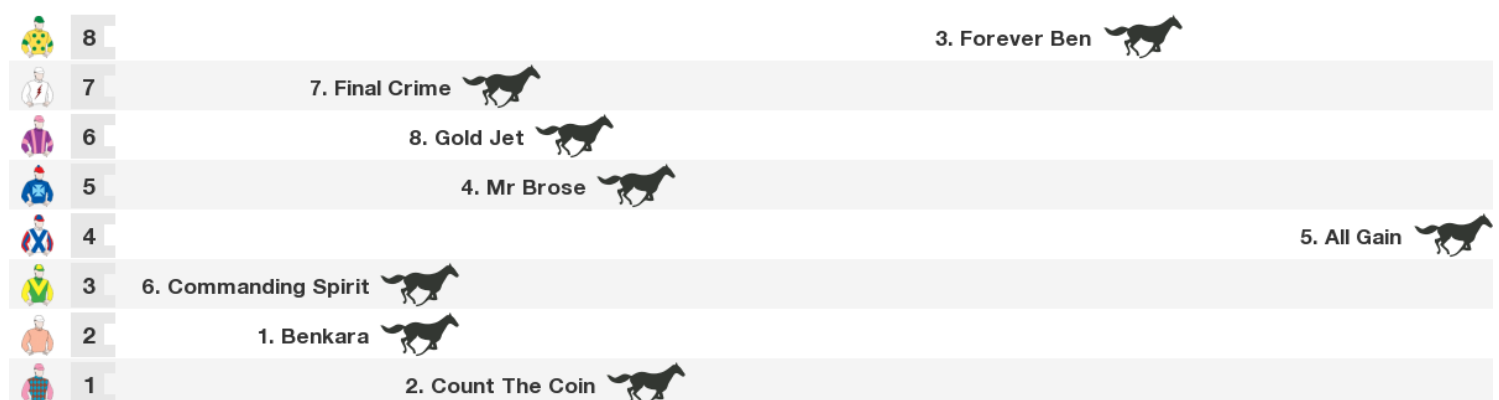 8 3. Forever Ben
7 7. Final Crime
6 8. Gold Jet
5 4. Mr Brose
4 5. All Gain
3 6. Commanding Spirit
2 1. Benkara
1 2. Count The Coin